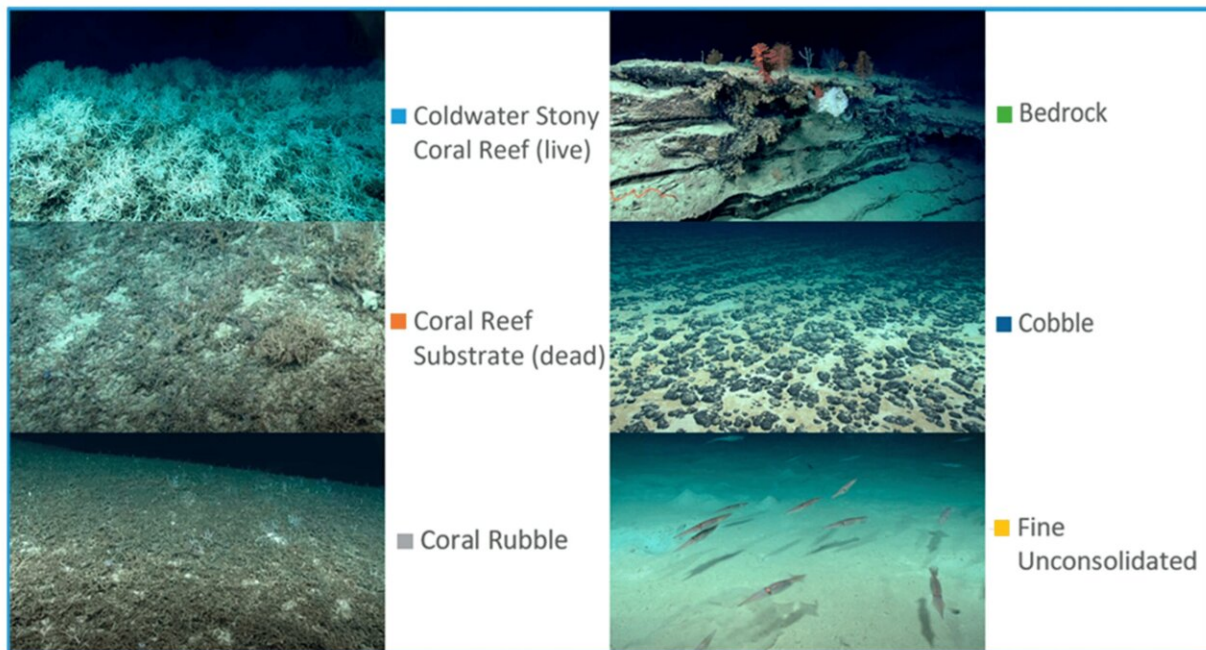 Coldwater Stony
Coral Reef (live)
Bedrock
Coral Reef
Substrate (dead)
Cobble
Coral Rubble
Fine
Unconsolidated